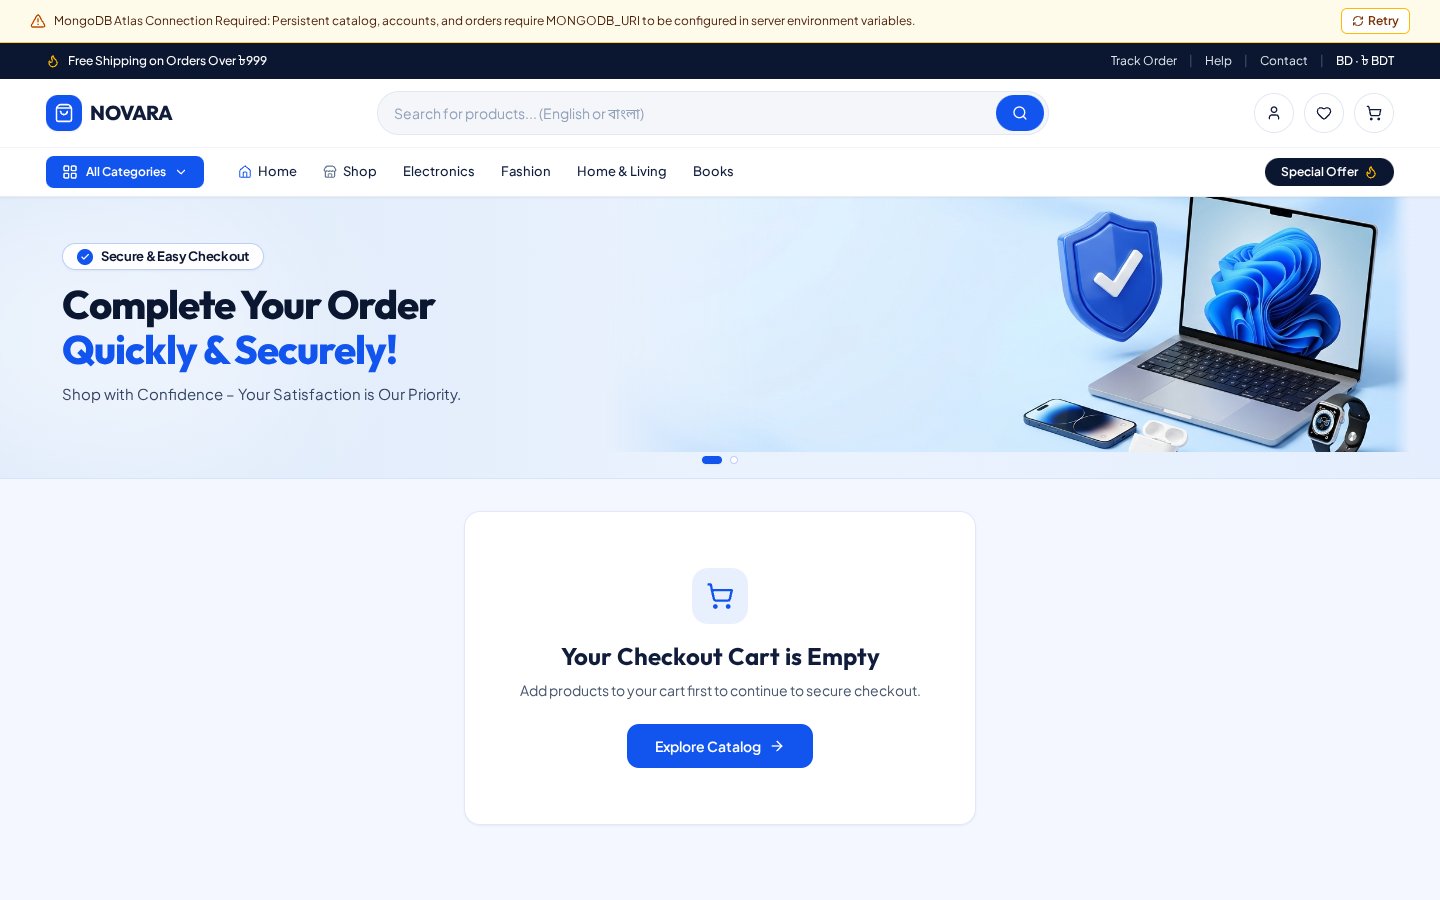 MongoDB Atlas Connection Required: Persistent catalog, accounts, and orders require MONGODB_URI to be configured in server environment variables.
Retry
Free Shipping on Orders Over ৳999
Track Order | Help | Contact | BD · ৳ BDT
NOVARA
Search for products... (English or বাংলা)
All Categories
Home
Shop
Electronics
Fashion
Home & Living
Books
Special Offer
Secure & Easy Checkout
Complete Your Order
Quickly & Securely!
Shop with Confidence – Your Satisfaction is Our Priority.
Your Checkout Cart is Empty
Add products to your cart first to continue to secure checkout.
Explore Catalog